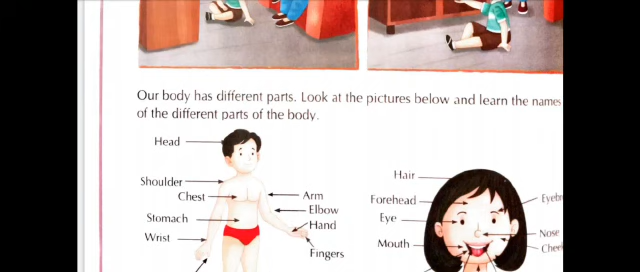 Our body has different parts. Look at the pictures below and learn the names
of the different parts of the body.
Head
Shoulder
Chest
Stomach
Wrist
Arm
Elbow
Hand
Fingers
Hair
Forehead
Eye
Mouth
Nose